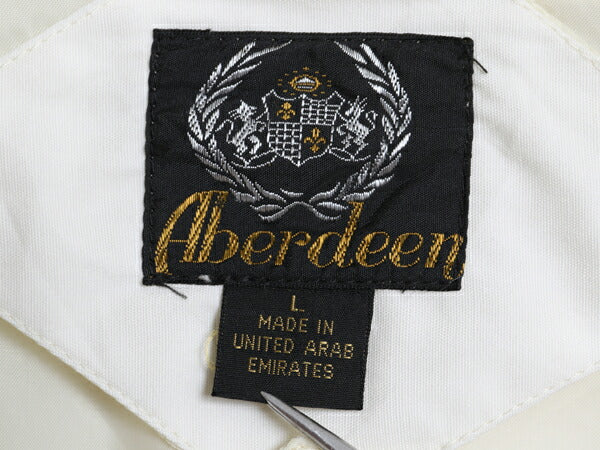 Aberdeen
L
MADE IN
UNITED ARAB
EMIRATES